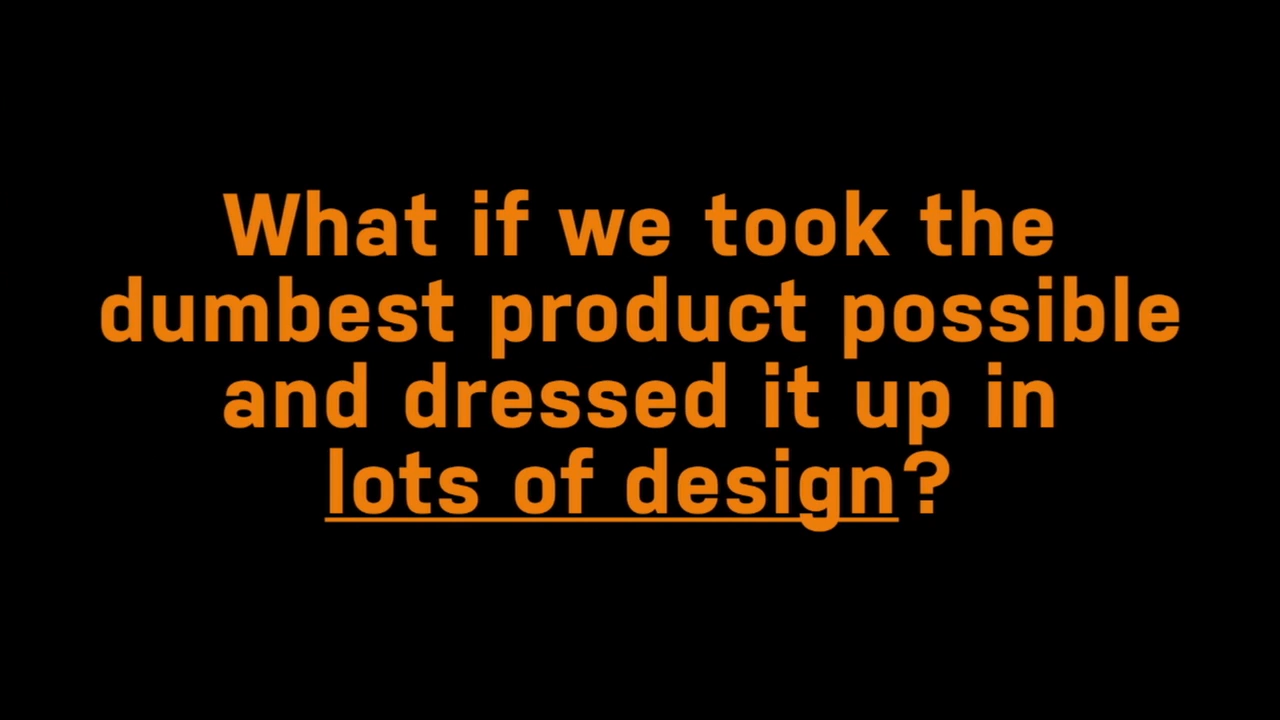 What if we took the
dumbest product possible
and dressed it up in
lots of design?